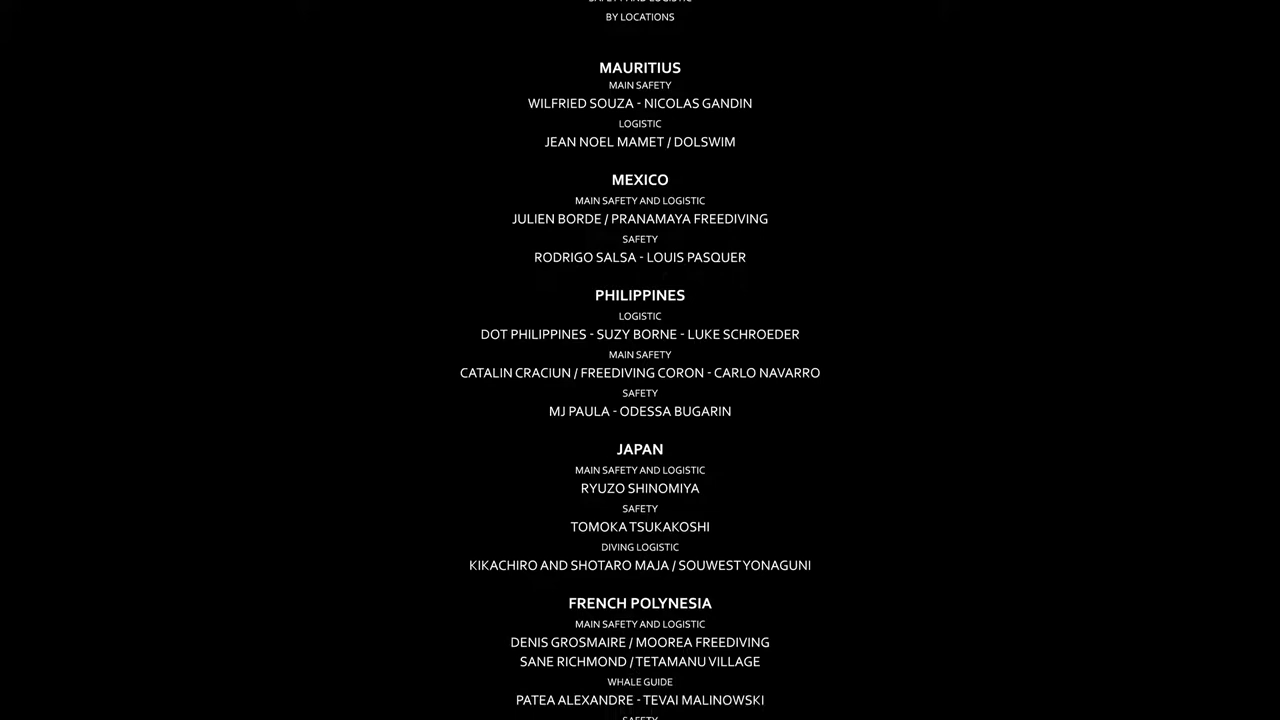 SAFETY AND LOGISTIC
BY LOCATIONS
MAURITIUS
MAIN SAFETY
WILFRIED SOUZA - NICOLAS GANDIN
LOGISTIC
JEAN NOEL MAMET / DOLSWIM
MEXICO
MAIN SAFETY AND LOGISTIC
JULIEN BORDE / PRANAMAYA FREEDIVING
SAFETY
RODRIGO SALSA - LOUIS PASQUER
PHILIPPINES
LOGISTIC
DOT PHILIPPINES - SUZY BORNE - LUKE SCHROEDER
MAIN SAFETY
CATALIN CRACIUN / FREEDIVING CORON - CARLO NAVARRO
SAFETY
MJ PAULA - ODESSA BUGARIN
JAPAN
MAIN SAFETY AND LOGISTIC
RYUZO SHINOMIYA
SAFETY
TOMOKA TSUKAKOSHI
DIVING LOGISTIC
KIKACHIRO AND SHOTARO MAJA / SOUWEST YONAGUNI
FRENCH POLYNESIA
MAIN SAFETY AND LOGISTIC
DENIS GROSMAIRE / MOOREA FREEDIVING
SANE RICHMOND / TETAMANU VILLAGE
WHALE GUIDE
PATEA ALEXANDRE - TEVAI MALINOWSKI
SAFETY